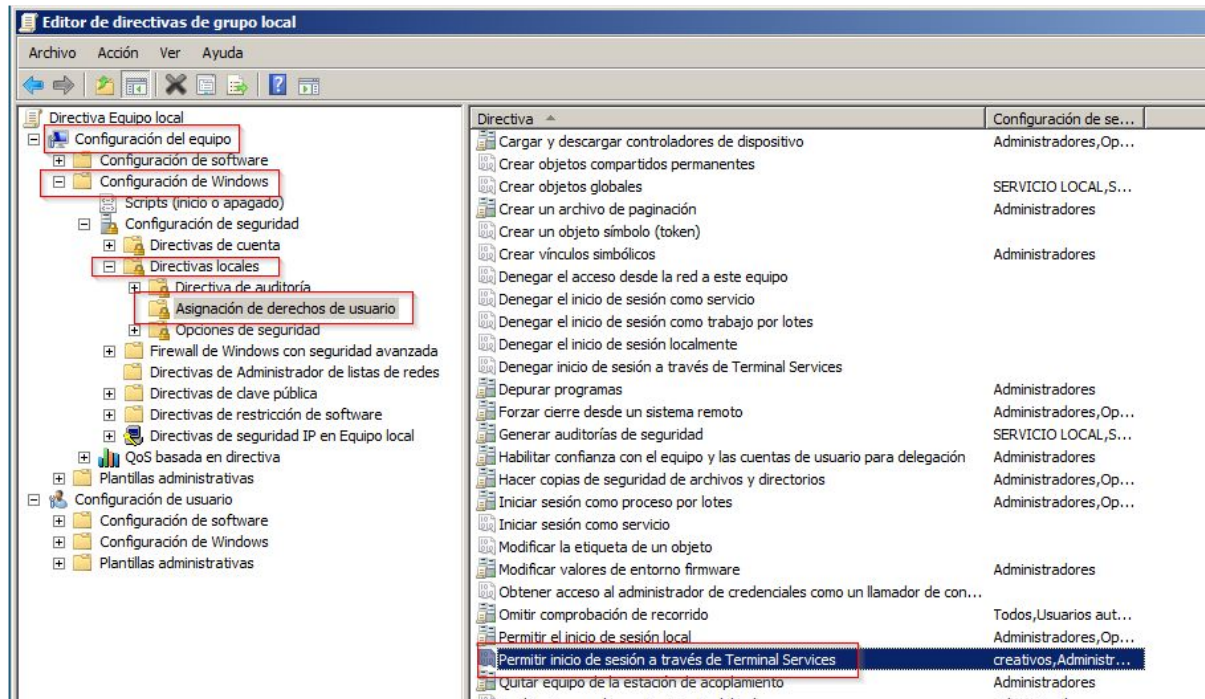 Editor de directivas de grupo local
Archivo Acción Ver Ayuda
Directiva Equipo local
Configuración del equipo
Configuración de software
Configuración de Windows
Scripts (inicio o apagado)
Configuración de seguridad
Directivas de cuenta
Directivas locales
Directiva de auditoría
Asignación de derechos de usuario
Opciones de seguridad
Firewall de Windows con seguridad avanzada
Directivas de Administrador de listas de redes
Directivas de clave pública
Directivas de restricción de software
Directivas de seguridad IP en Equipo local
QoS basada en directiva
Plantillas administrativas
Configuración de usuario
Configuración de software
Configuración de Windows
Plantillas administrativas
Directiva Configuración de se...
Cargar y descargar controladores de dispositivo Administradores,Op...
Crear objetos compartidos permanentes
Crear objetos globales SERVICIO LOCAL,S...
Crear un archivo de paginación Administradores
Crear un objeto símbolo (token)
Crear vínculos simbólicos Administradores
Denegar el acceso desde la red a este equipo
Denegar el inicio de sesión como servicio
Denegar el inicio de sesión como trabajo por lotes
Denegar el inicio de sesión localmente
Denegar inicio de sesión a través de Terminal Services
Depurar programas Administradores
Forzar cierre desde un sistema remoto Administradores,Op...
Generar auditorías de seguridad SERVICIO LOCAL,S...
Habilitar confianza con el equipo y las cuentas de usuario para delegación Administradores
Hacer copias de seguridad de archivos y directorios Administradores,Op...
Iniciar sesión como proceso por lotes Administradores,Op...
Iniciar sesión como servicio
Modificar la etiqueta de un objeto
Modificar valores de entorno firmware Administradores
Obtener acceso al administrador de credenciales como un llamador de con...
Omitir comprobación de recorrido Todos,Usuarios aut...
Permitir el inicio de sesión local Administradores,Op...
Permitir inicio de sesión a través de Terminal Services creativos,Administr...
Quitar equipo de la estación de acoplamiento Administradores